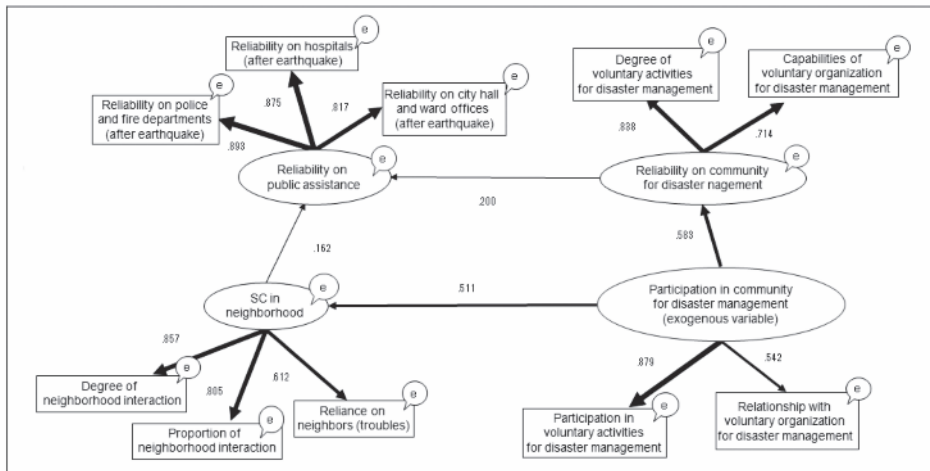 Reliability on hospitals
(after earthquake)
e
Reliability on police
and fire departments
(after earthquake)
e
Reliability on city hall
and ward offices
(after earthquake)
e
.875
.817
.893
Reliability on
public assistance
e
Degree of
voluntary activities
for disaster management
e
Capabilities of
voluntary organization
for disaster management
e
.838
.714
Reliability on community
for disaster nagement
e
.200
.162
.583
SC in
neighborhood
e
.511
Participation in community
for disaster management
(exogenous variable)
.857
.805
.612
Degree of
neighborhood interaction
e
Proportion of
neighborhood interaction
e
Reliance on
neighbors (troubles)
e
.879
.542
Participation in
voluntary activities
for disaster management
e
Relationship with
voluntary organization
for disaster management
e